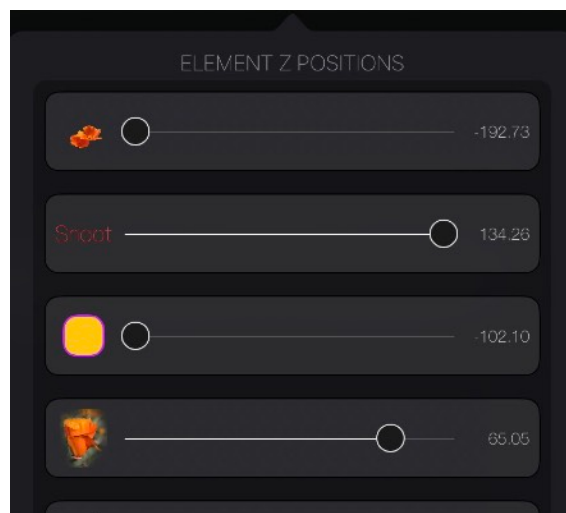 ELEMENT Z POSITIONS
-192.73
Snoot 134.26
-102.10
65.05